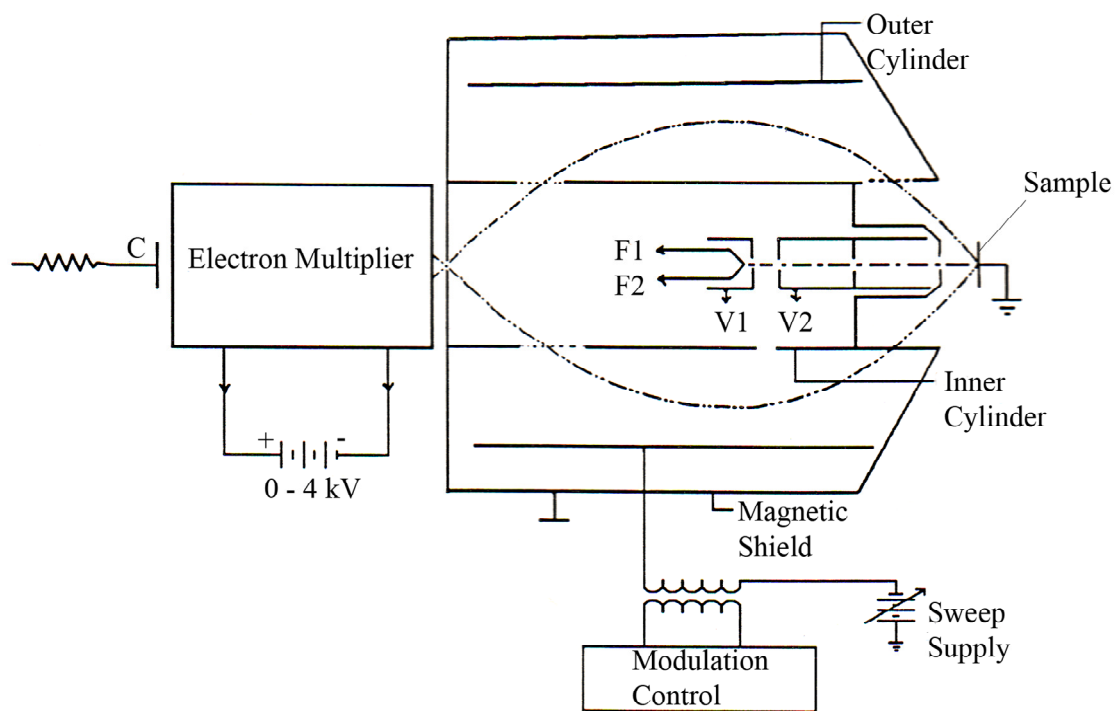 Outer
Cylinder
Sample
C
Electron Multiplier
F1
F2
V1
V2
Inner
Cylinder
+
-
0 - 4 kV
Magnetic
Shield
Sweep
Supply
Modulation
Control